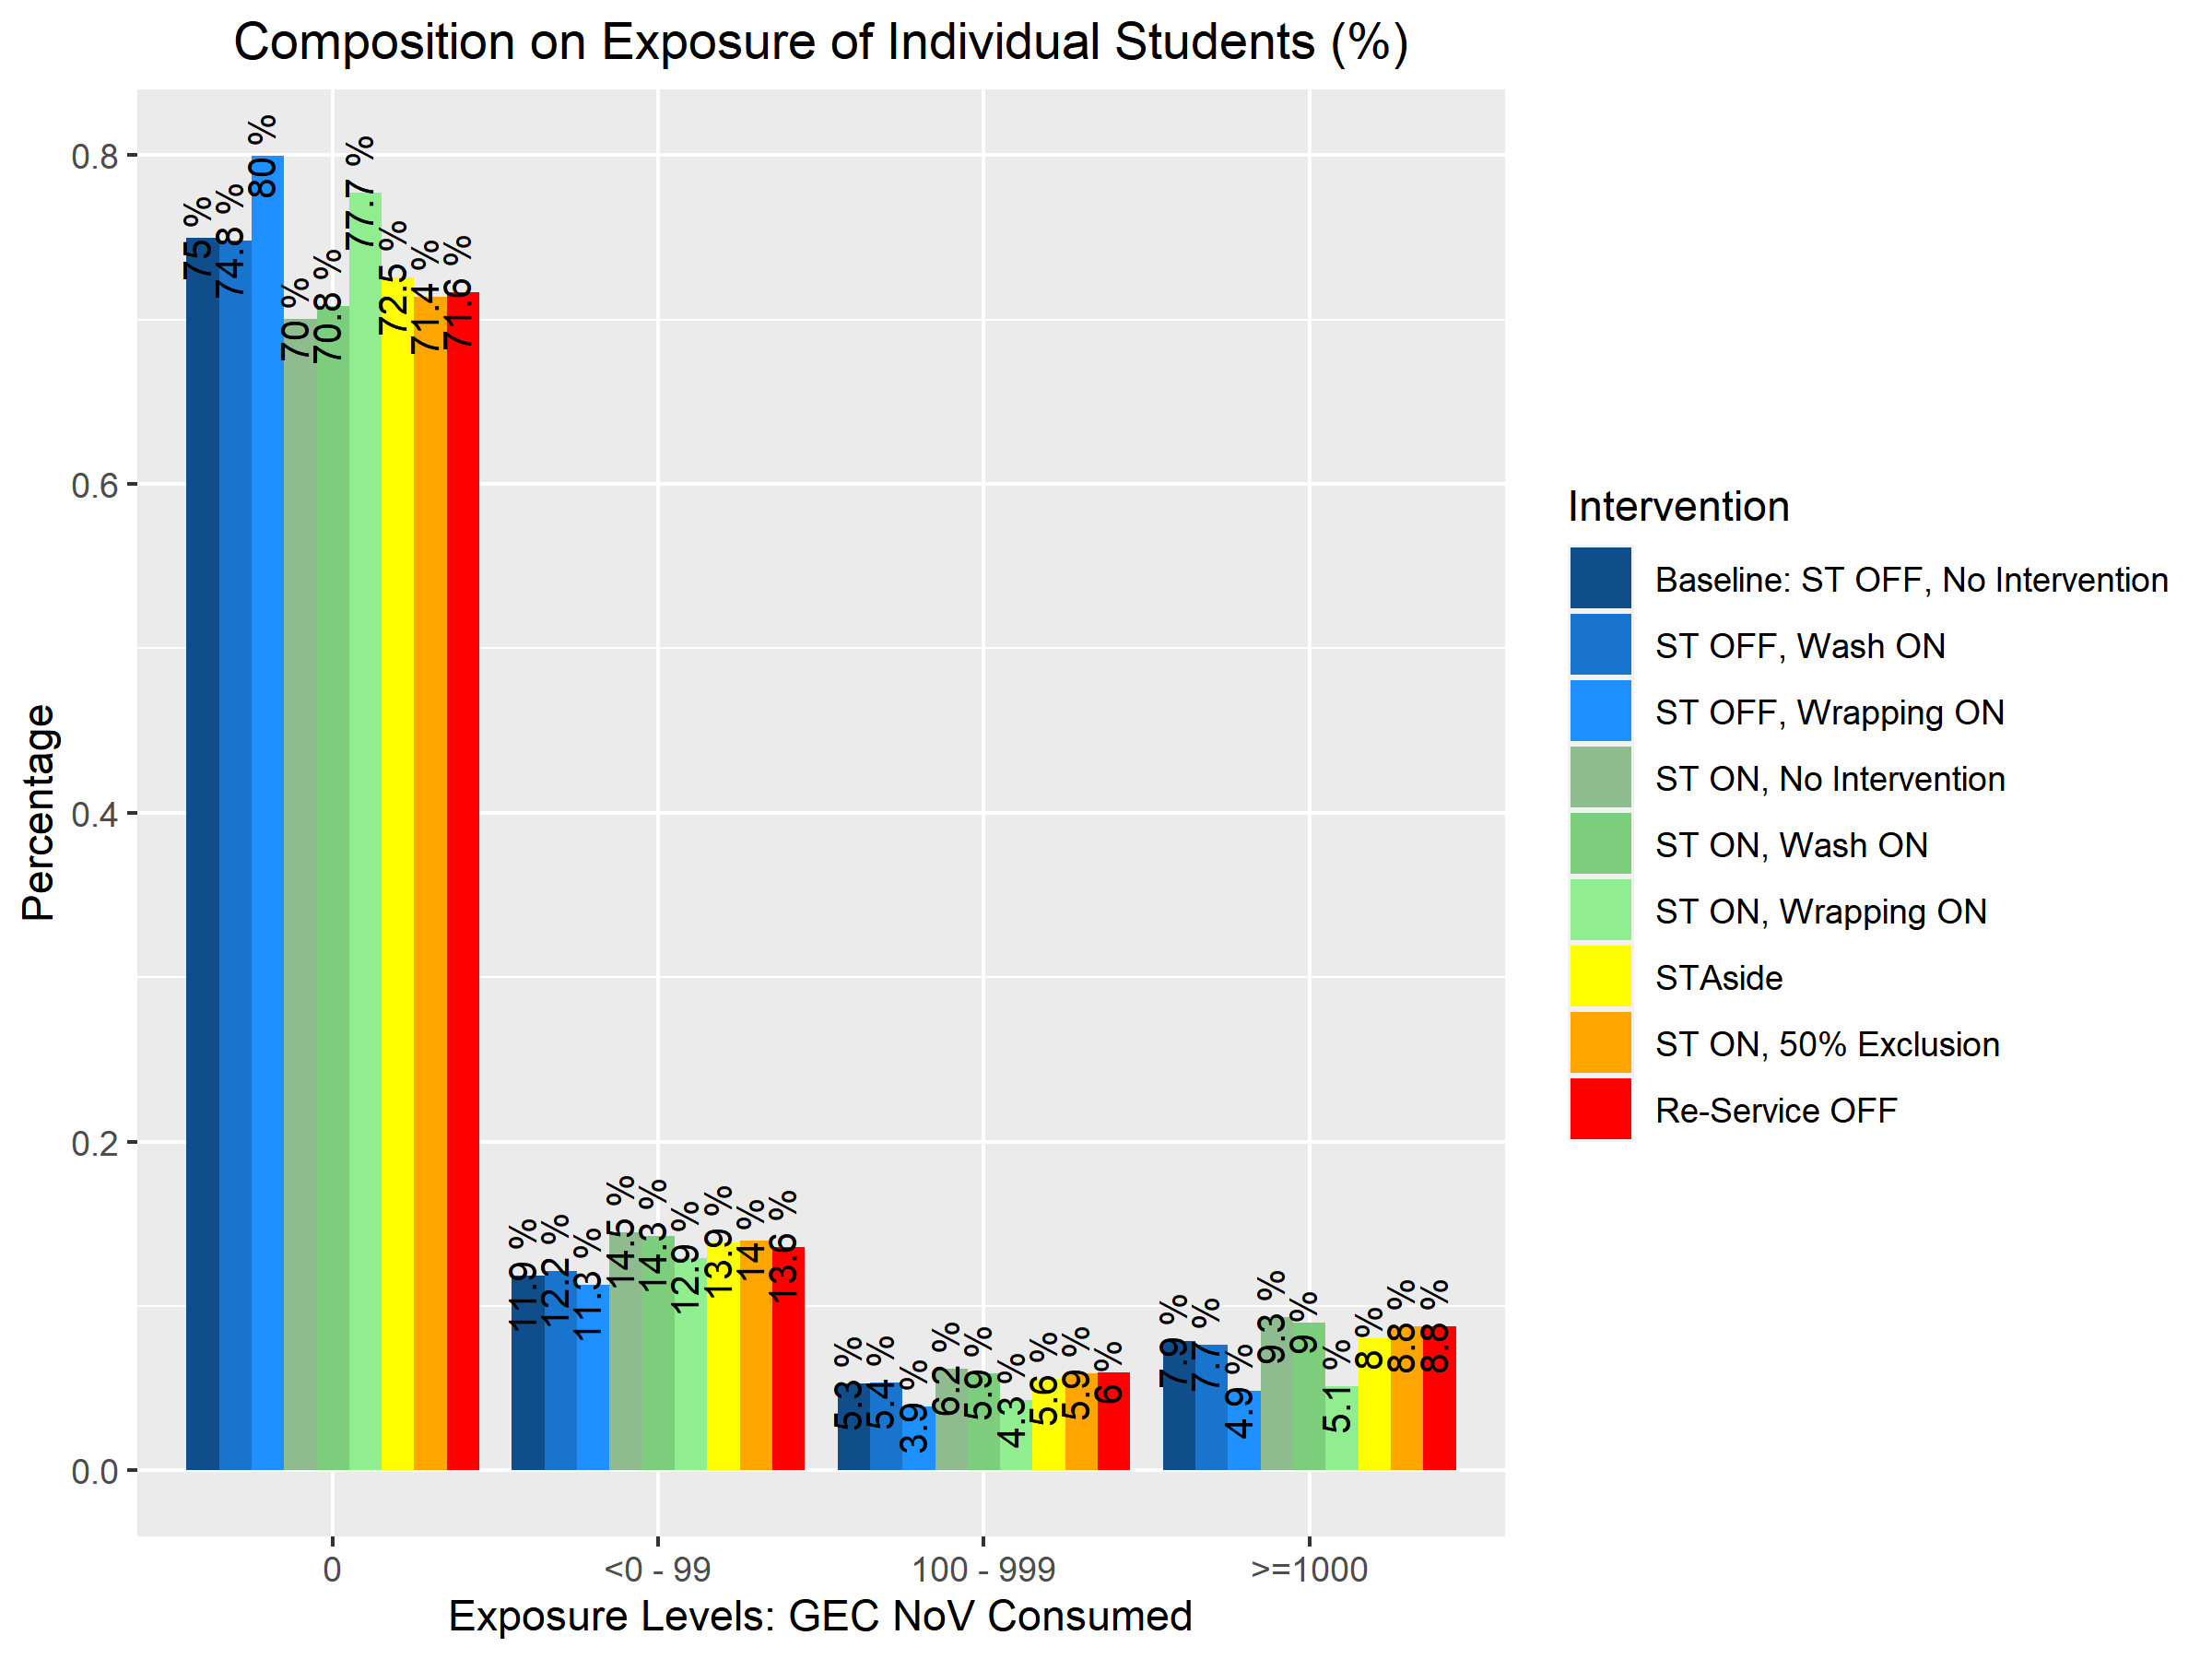 Composition on Exposure of Individual Students (%)
Percentage
0.8
0.6
0.4
0.2
0.0
75 %
74.8 %
80 %
70 %
70.8 %
77.7 %
72.5 %
71.4 %
71.6 %
11.9 %
12.2 %
11.3 %
14.5 %
14.3 %
12.9 %
13.9 %
14 %
13.6 %
5.3 %
5.4 %
3.9 %
6.2 %
5.9 %
4.3 %
5.6 %
5.9 %
6 %
7.9 %
7.7 %
4.9 %
9.3 %
9 %
5.1 %
8 %
8.8 %
8.8 %
0
<0 - 99
100 - 999
>=1000
Exposure Levels: GEC NoV Consumed
Intervention
Baseline: ST OFF, No Intervention
ST OFF, Wash ON
ST OFF, Wrapping ON
ST ON, No Intervention
ST ON, Wash ON
ST ON, Wrapping ON
STAside
ST ON, 50% Exclusion
Re-Service OFF